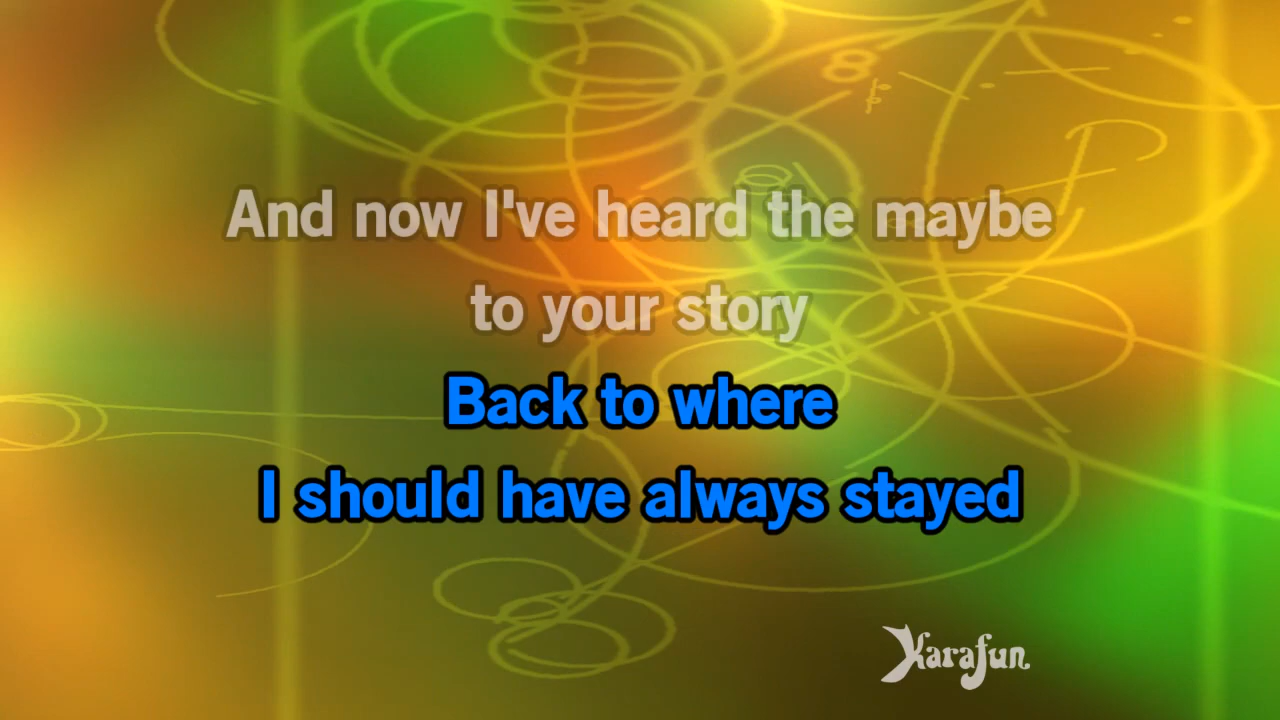 And now I've heard the maybe
to your story
Back to where
I should have always stayed
Karafun